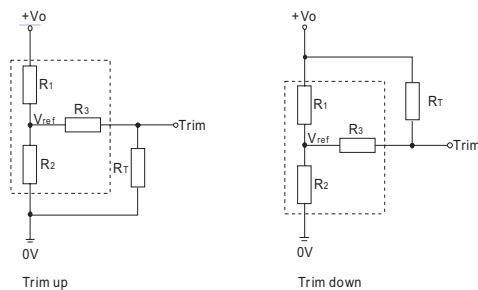 +Vo
R1
Vref
R3
Trim
R2
RT
0V
Trim up
+Vo
R1
RT
Vref
R3
Trim
R2
0V
Trim down